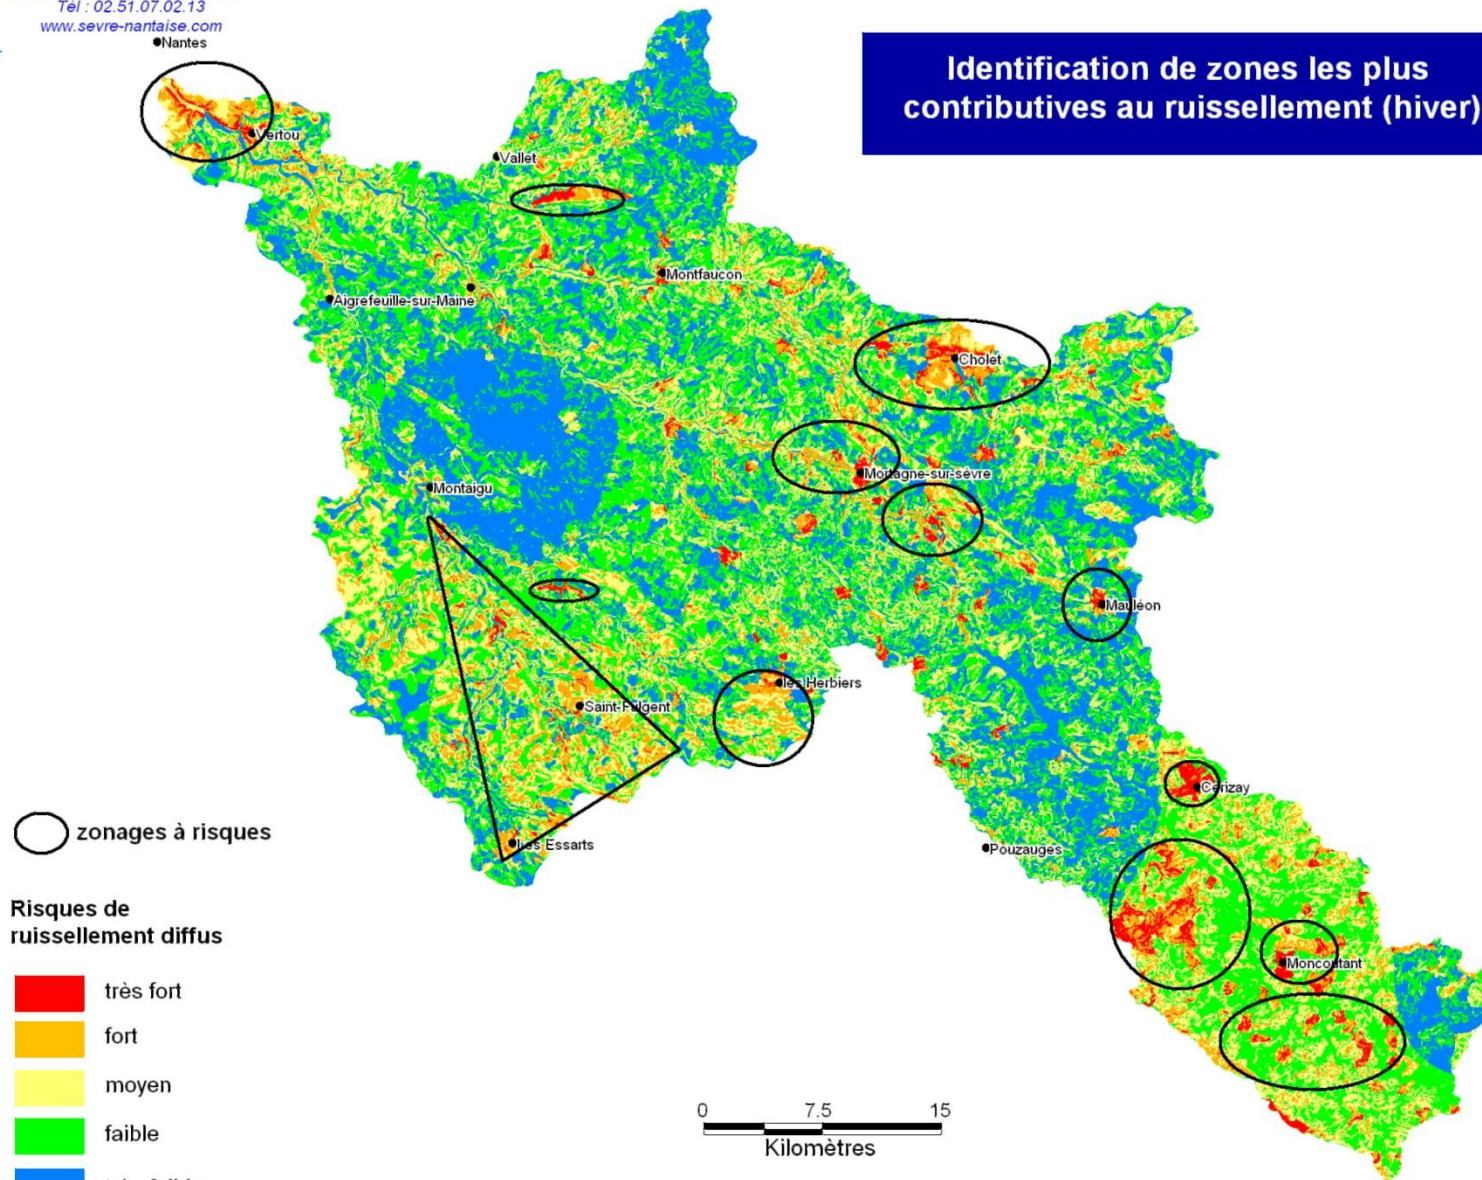 Tél : 02.51.07.02.13
www.sevre-nantaise.com
Nantes
Identification de zones les plus
contributives au ruissellement (hiver)
Vertou
Vallet
Montfaucon
Aigrefeuille-sur-Maine
Cholet
Mortagne-sur-sèvre
Montaigu
Mauléon
les Herbiers
Saint-Fulgent
Cerizay
zonages à risques
Les Essarts
Pouzauges
Risques de
ruissellement diffus
Moncoutant
très fort
fort
moyen
faible
0 7.5 15
Kilomètres